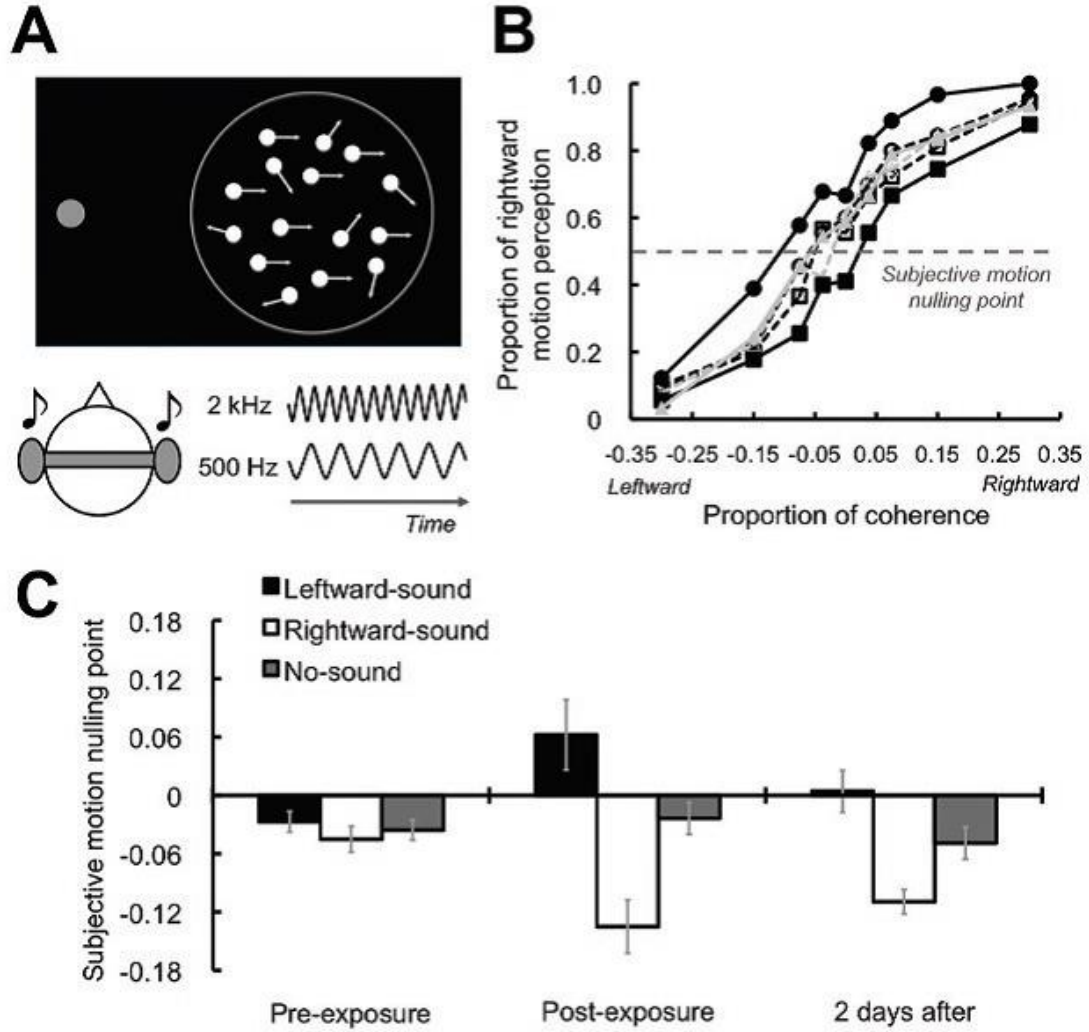 A
2 kHz
500 Hz
Time
B
Proportion of rightward
motion perception
1.0
0.8
0.6
0.4
0.2
0
Subjective motion
nulling point
-0.35 -0.25 -0.15 -0.05 0.05 0.15 0.25 0.35
Leftward
Rightward
Proportion of coherence
C
Subjective motion nulling point
Leftward-sound
Rightward-sound
No-sound
0.18
0.12
0.06
0
-0.06
-0.12
-0.18
Pre-exposure
Post-exposure
2 days after